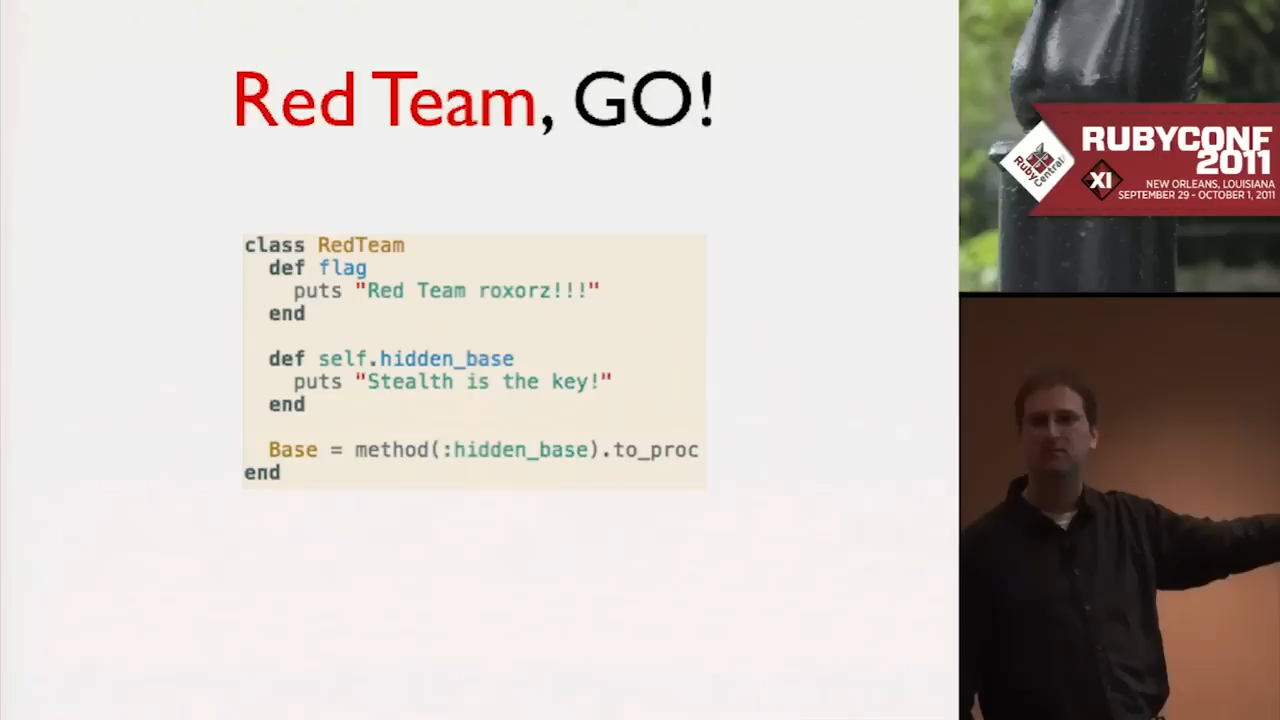 Red Team, GO!
class RedTeam
  def flag
    puts "Red Team roxorz!!!"
  end

  def self.hidden_base
    puts "Stealth is the key!"
  end

  Base = method(:hidden_base).to_proc
end
RubyCentral
XI
RUBYCONF
2011
NEW ORLEANS, LOUISIANA
SEPTEMBER 29 - OCTOBER 1, 2011